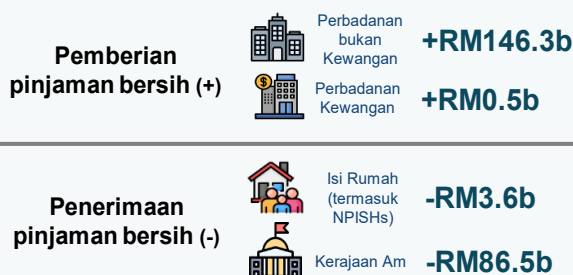 Pemberian
pinjaman bersih (+)
Perbadanan
bukan
Kewangan
+RM146.3b
Perbadanan
Kewangan
+RM0.5b
Penerimaan
pinjaman bersih (-)
Isi Rumah
(termasuk
NPISHs)
-RM3.6b
Kerajaan Am
-RM86.5b